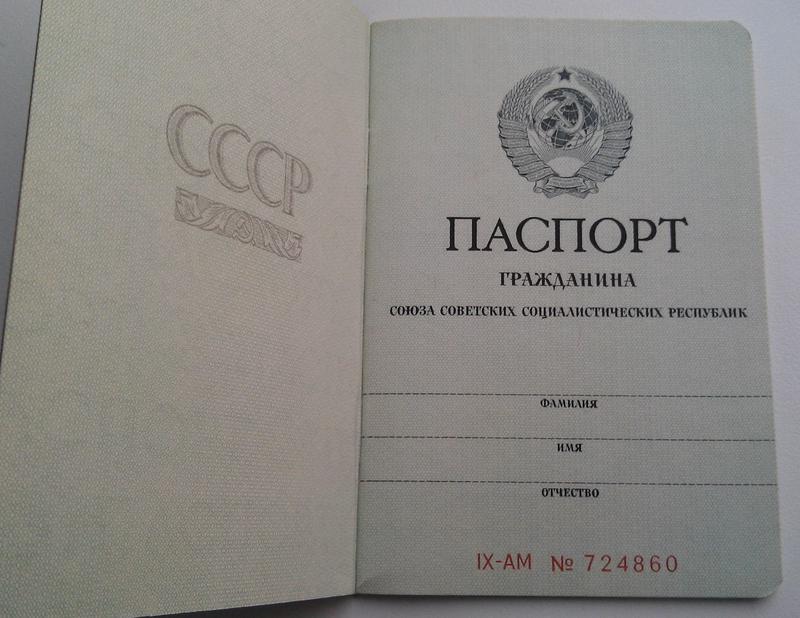 СССР
ПАСПОРТ
ГРАЖДАНИНА
СОЮЗА СОВЕТСКИХ СОЦИАЛИСТИЧЕСКИХ РЕСПУБЛИК
ФАМИЛИЯ
ИМЯ
ОТЧЕСТВО
IX-АМ № 724860